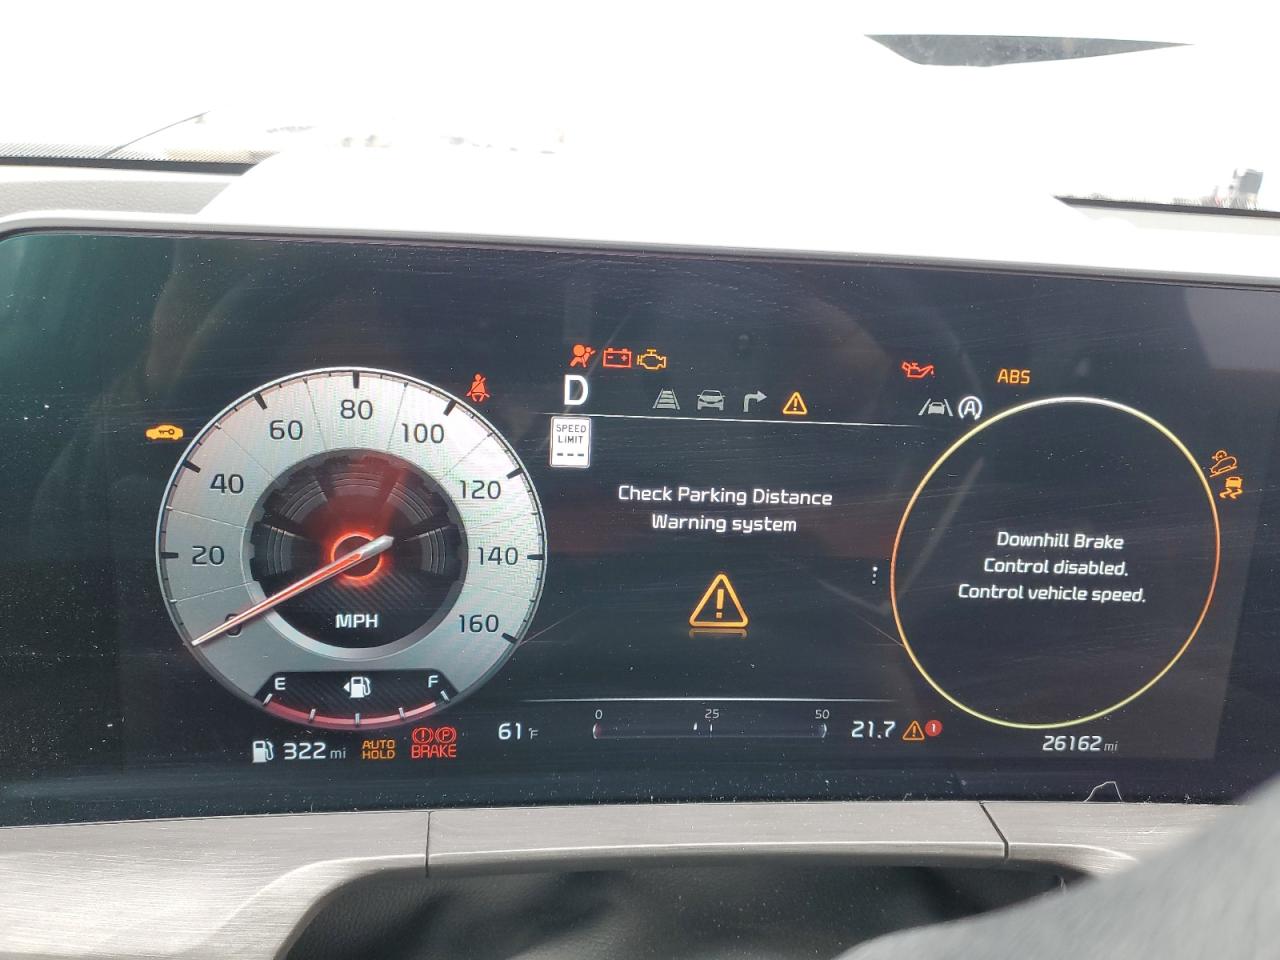 ABS
D
80
60
100
SPEED
LIMIT
---
40
120
Check Parking Distance
Warning system
20
140
Downhill Brake
Control disabled.
Control vehicle speed.
0
MPH
160
E
F
322 mi
AUTO
HOLD
BRAKE
61°F
0
25
50
21.7
1
26162 mi
A
P